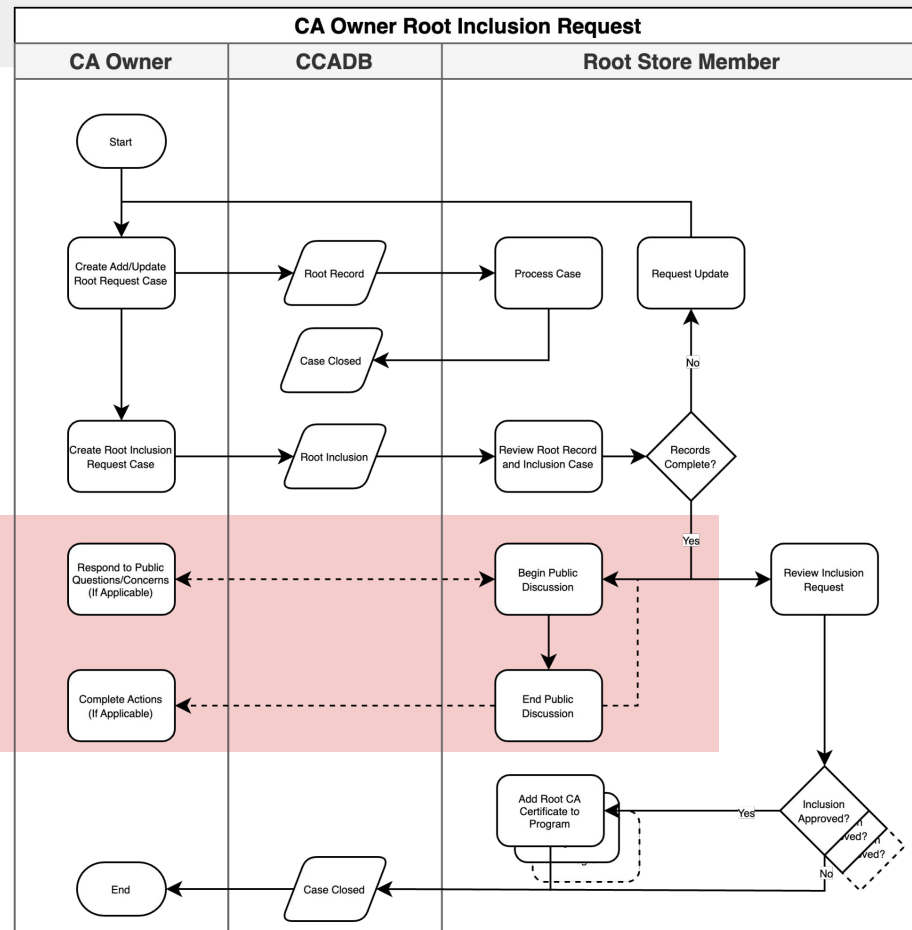 CA Owner Root Inclusion Request
CA Owner
CCADB
Root Store Member
Start
Create Add/Update
Root Request Case
Root Record
Process Case
Request Update
Case Closed
No
Create Root Inclusion
Request Case
Root Inclusion
Review Root Record
and Inclusion Case
Records
Complete?
Yes
Respond to Public
Questions/Concerns
(If Applicable)
Begin Public
Discussion
Review Inclusion
Request
Complete Actions
(If Applicable)
End Public
Discussion
Add Root CA
Certificate to
Program
Yes
Inclusion
Approved?
ved?
ved?
No
End
Case Closed